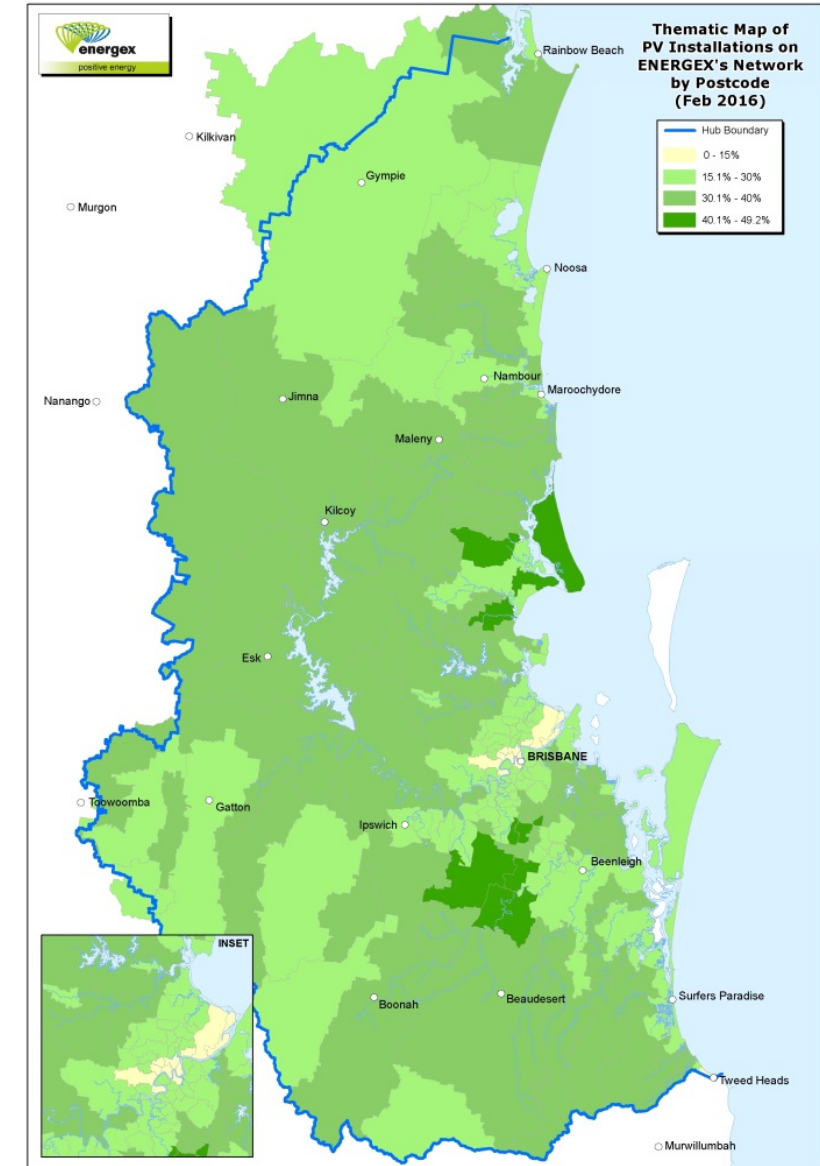 energex
positive energy
Thematic Map of
PV Installations on
ENERGEX's Network
by Postcode
(Feb 2016)
Hub Boundary
0 - 15%
15.1% - 30%
30.1% - 40%
40.1% - 49.2%
Rainbow Beach
Kilkivan
Gympie
Murgon
Noosa
Nambour
Maroochydore
Jimna
Nanango
Maleny
Kilcoy
Esk
BRISBANE
Toowoomba
Gatton
Ipswich
Beenleigh
INSET
Boonah
Beaudesert
Surfers Paradise
Tweed Heads
Murwillumbah